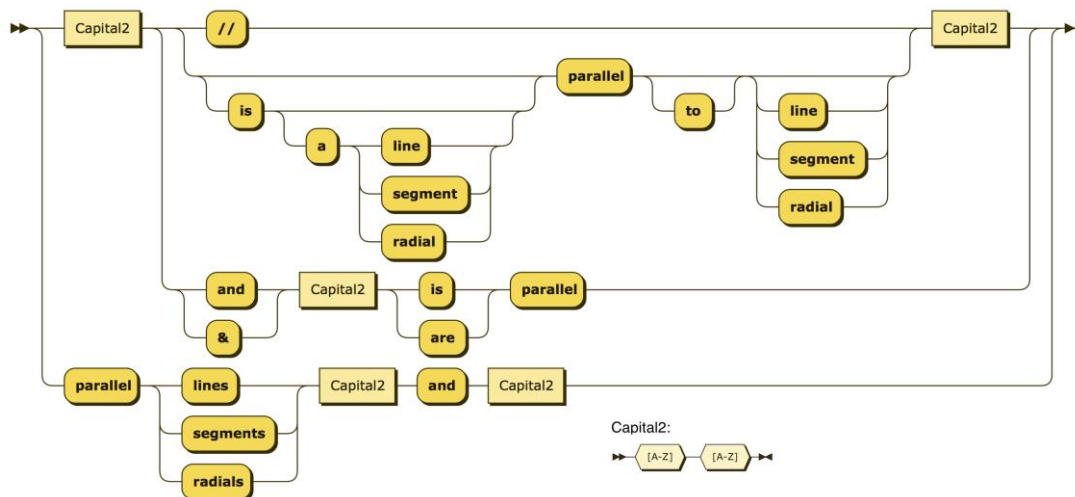 Capital2 // Capital2
parallel
is to line
a line segment
segment radial
radial
and Capital2 is parallel
& are
parallel lines Capital2 and Capital2
segments
radials
Capital2:
[A-Z] [A-Z]